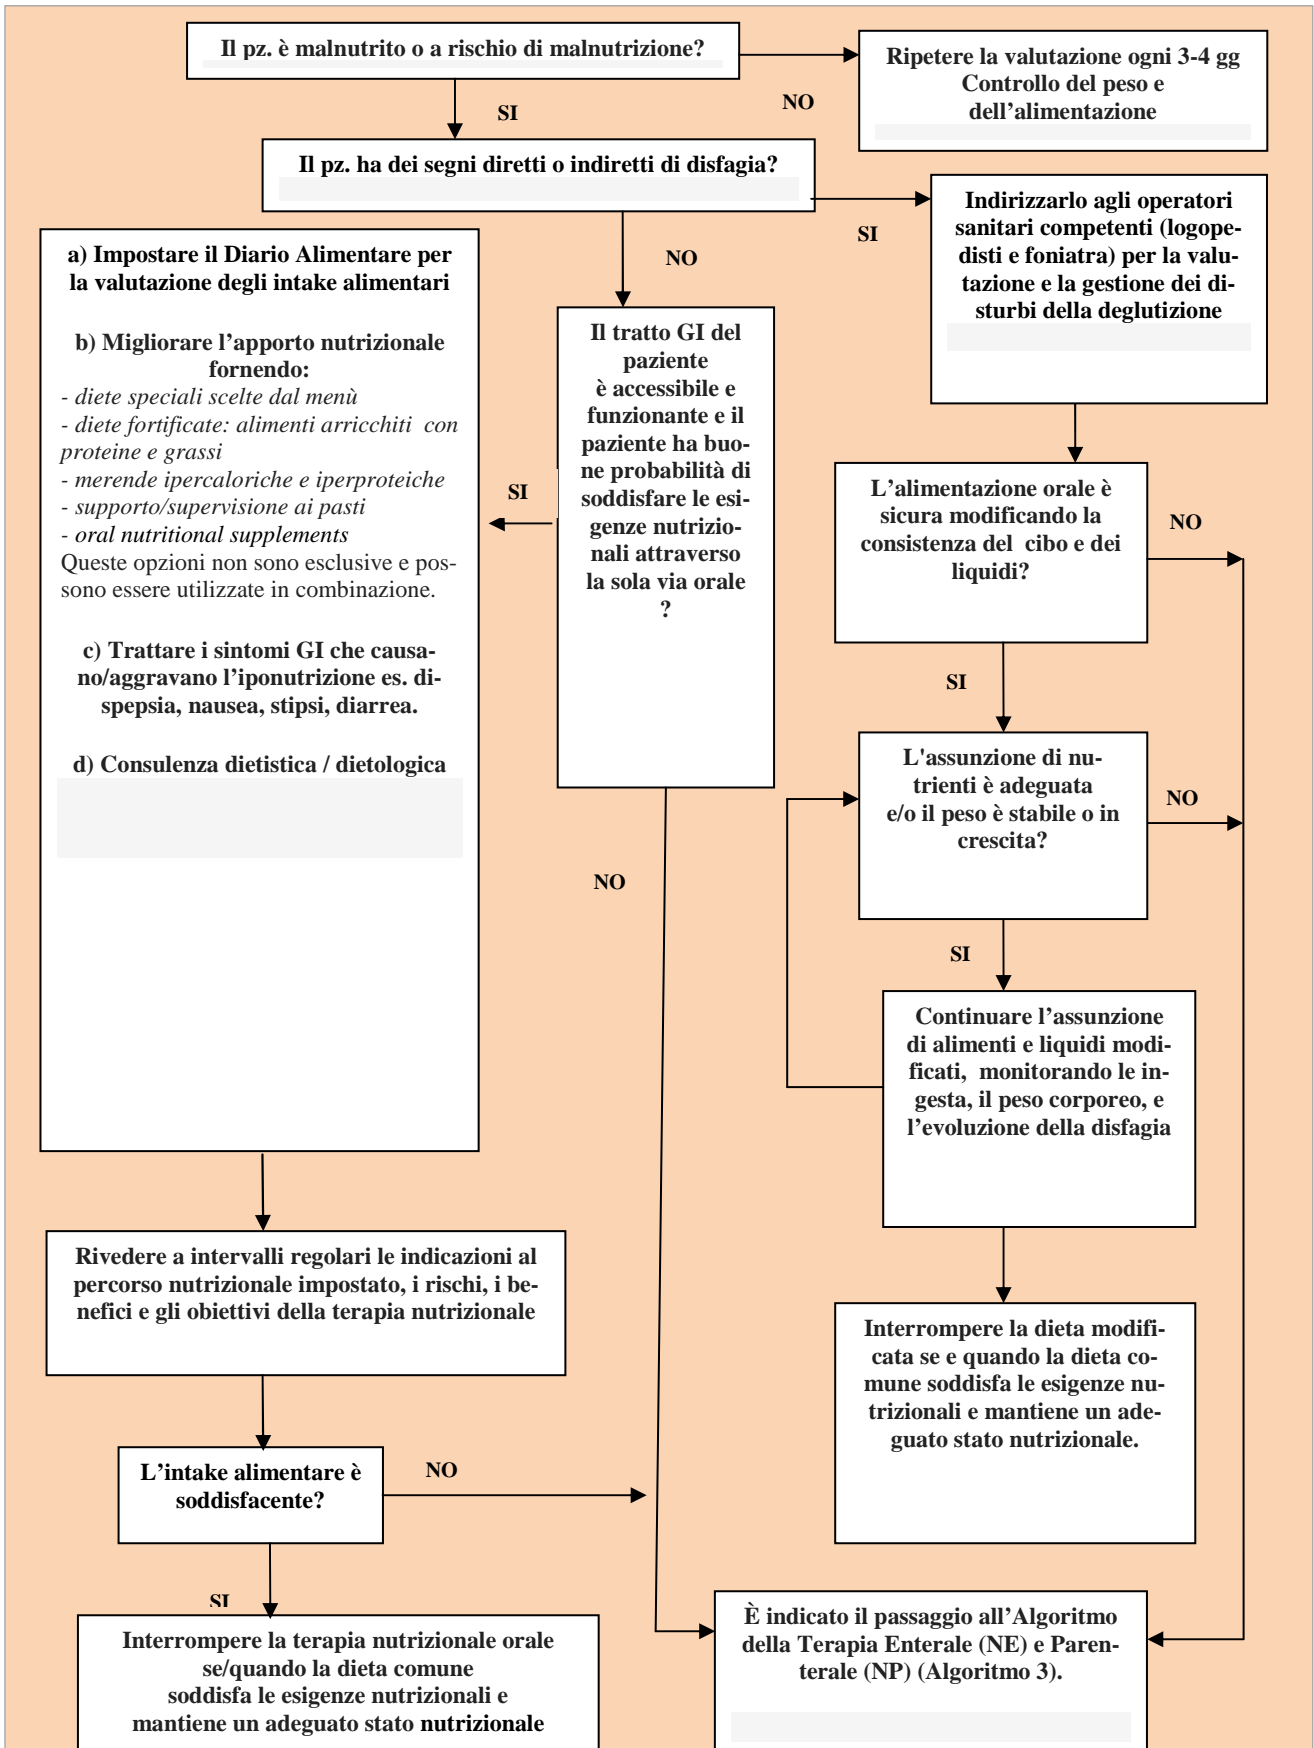 Il pz. è malnutrito o a rischio di malnutrizione?
NO
Ripetere la valutazione ogni 3-4 gg
Controllo del peso e
dell’alimentazione
SI
Il pz. ha dei segni diretti o indiretti di disfagia?
SI
Indirizzarlo agli operatori
sanitari competenti (logope-
disti e foniatra) per la valu-
tazione e la gestione dei di-
sturbi della deglutizione
NO
a) Impostare il Diario Alimentare per
la valutazione degli intake alimentari
b) Migliorare l’apporto nutrizionale
fornendo:
- diete speciali scelte dal menù
- diete fortificate: alimenti arricchiti con
proteine e grassi
- merende ipercaloriche e iperproteiche
- supporto/supervisione ai pasti
- oral nutritional supplements
Queste opzioni non sono esclusive e pos-
sono essere utilizzate in combinazione.
c) Trattare i sintomi GI che causa-
no/aggravano l’iponutrizione es. di-
spepsia, nausea, stipsi, diarrea.
d) Consulenza dietistica / dietologica
SI
Il tratto GI del
paziente
è accessibile e
funzionante e il
paziente ha buo-
ne probabilità di
soddisfare le esi-
genze nutrizio-
nali attraverso
la sola via orale
?
NO
L’alimentazione orale è
sicura modificando la
consistenza del cibo e dei
liquidi?
NO
SI
L'assunzione di nu-
trienti è adeguata
e/o il peso è stabile o in
crescita?
NO
SI
Continuare l’assunzione
di alimenti e liquidi modi-
ficati, monitorando le in-
gesta, il peso corporeo, e
l’evoluzione della disfagia
Interrompere la dieta modifi-
cata se e quando la dieta co-
mune soddisfa le esigenze nu-
trizionali e mantiene un ade-
guato stato nutrizionale.
Rivedere a intervalli regolari le indicazioni al
percorso nutrizionale impostato, i rischi, i be-
nefici e gli obiettivi della terapia nutrizionale
L’intake alimentare è
soddisfacente?
NO
SI
Interrompere la terapia nutrizionale orale
se/quando la dieta comune
soddisfa le esigenze nutrizionali e
mantiene un adeguato stato nutrizionale
È indicato il passaggio all’Algoritmo
della Terapia Enterale (NE) e Paren-
terale (NP) (Algoritmo 3).